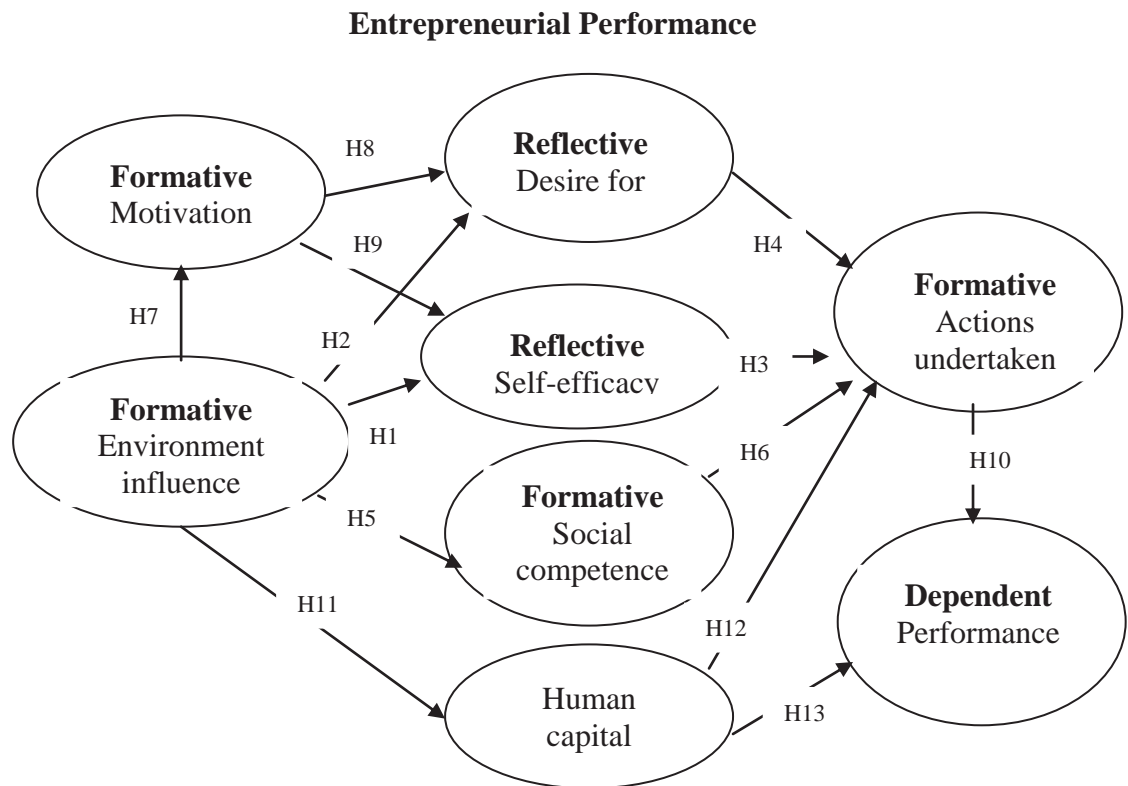 Entrepreneurial Performance
H8
Reflective
Desire for
Formative
Motivation
H9
H4
Formative
Actions
undertaken
H7
H2
Reflective
Self-efficacy
H3
Formative
Environment
influence
H1
H6
H10
H5
Formative
Social
competence
H11
H12
Dependent
Performance
Human
capital
H13